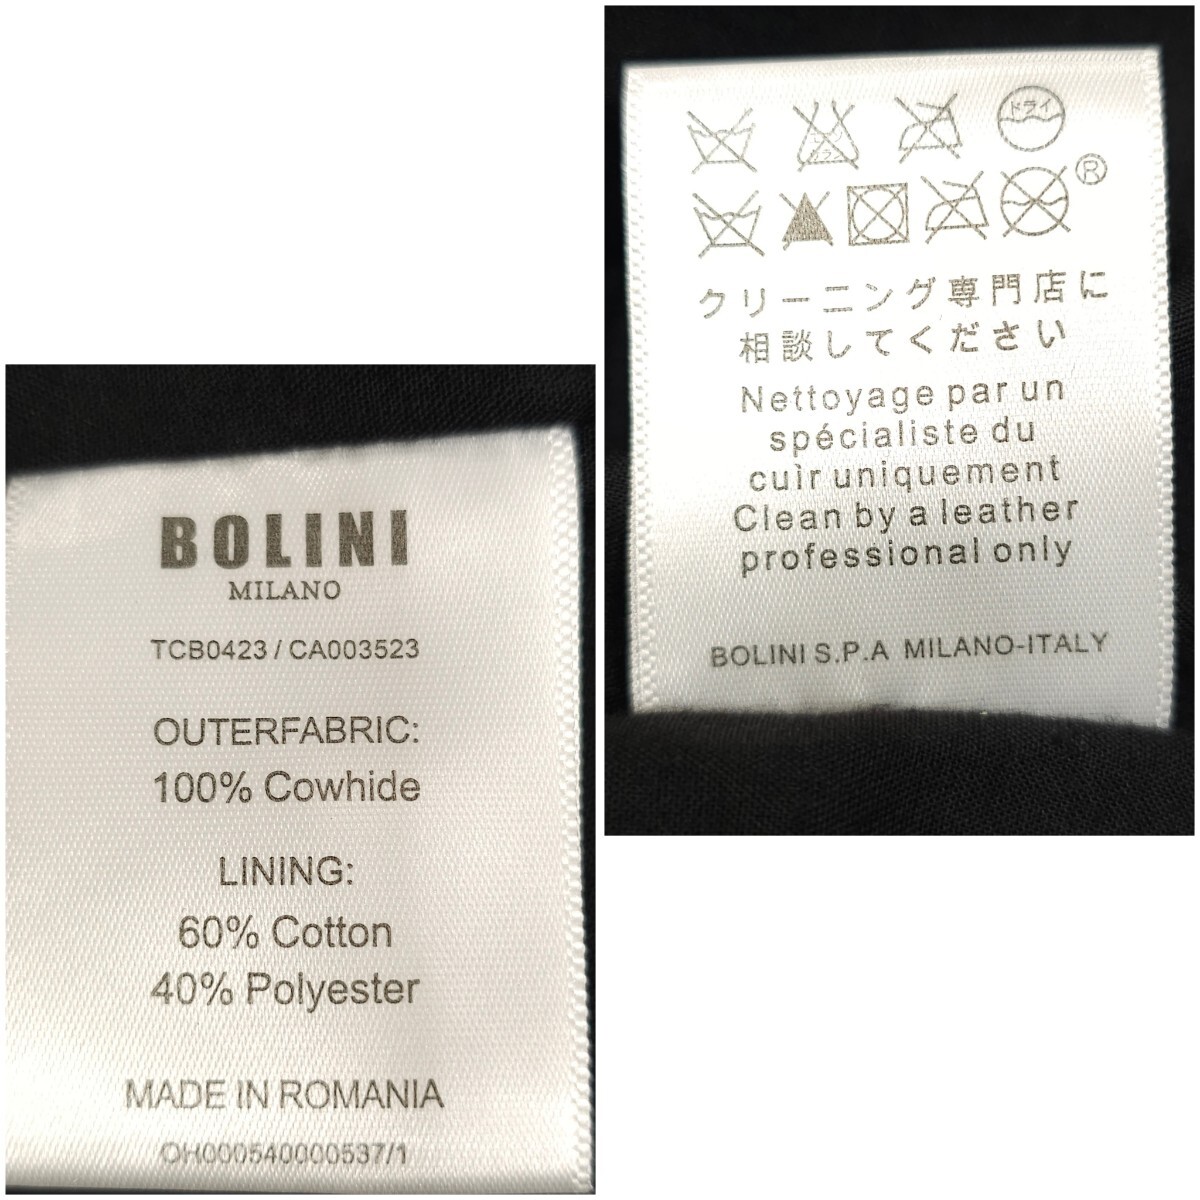 BOLINI
MILANO
TCB0423 / CA003523
OUTERFABRIC:
100% Cowhide
LINING:
60% Cotton
40% Polyester
MADE IN ROMANIA
OH000540000537/1
ドライ
®
クリーニング専門店に
相談してください
Nettoyage par un
spécialiste du
cuìr uniquement
Clean by a leather
professional only
BOLINI S.P.A MILANO-ITALY